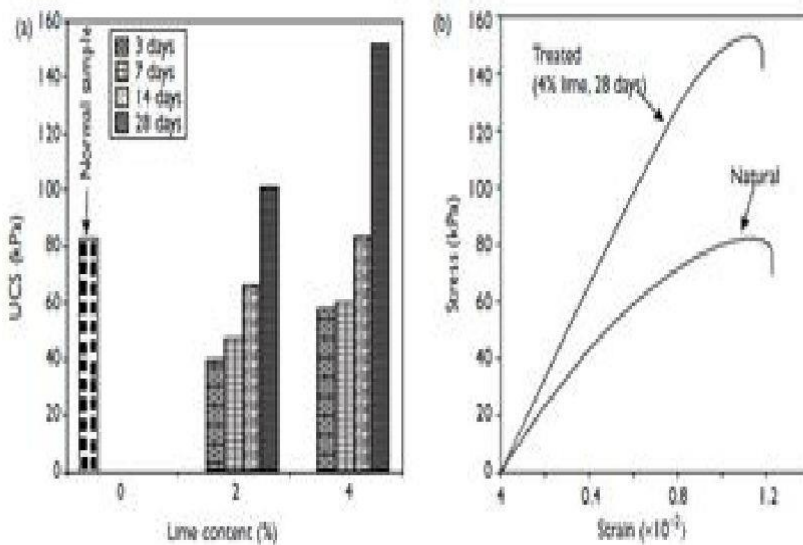 (a)
160
140
120
100
80
60
40
20
0
UCS (kPa)
Normal sample
3 days
7 days
14 days
28 days
0
2
4
Lime content (%)
(b)
160
140
120
100
80
60
40
20
0
Stress (kPa)
Treated
(4% lime, 28 days)
Natural
0.4
0.8
1.2